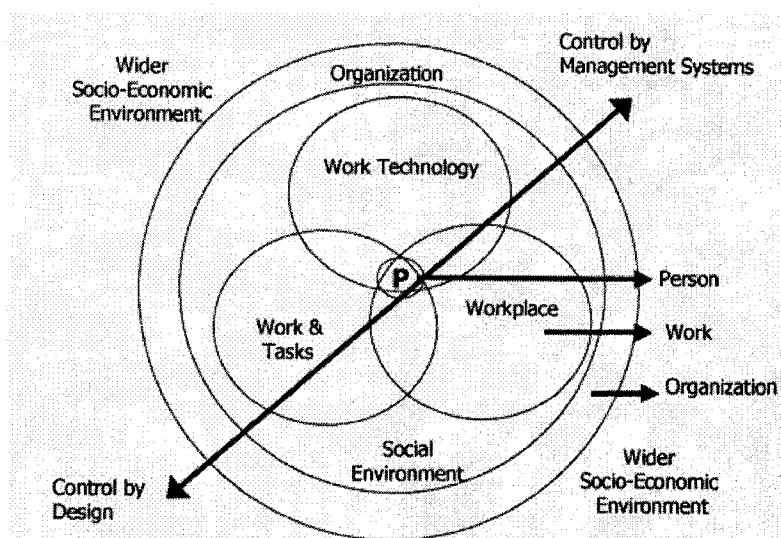 Wider
Socio-Economic
Environment
Organization
Control by
Management Systems
Work Technology
P
Person
Workplace
Work &
Tasks
Work
Organization
Social
Environment
Wider
Socio-Economic
Environment
Control by
Design